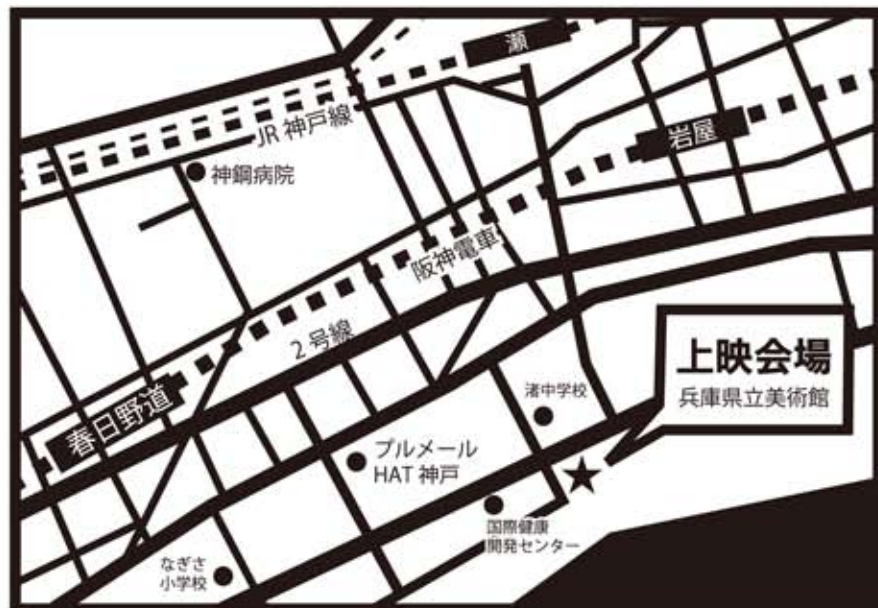 瀬
JR 神戸線
岩屋
神鋼病院
阪神電車
2号線
上映会場
兵庫県立美術館
春日野道
渚中学校
ブルメール
HAT 神戸
国際健康
開発センター
なぎさ
小学校